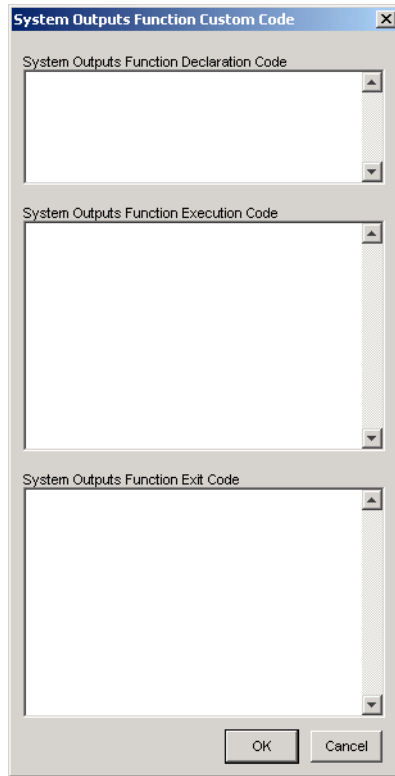 System Outputs Function Custom Code
System Outputs Function Declaration Code
System Outputs Function Execution Code
System Outputs Function Exit Code
OK
Cancel